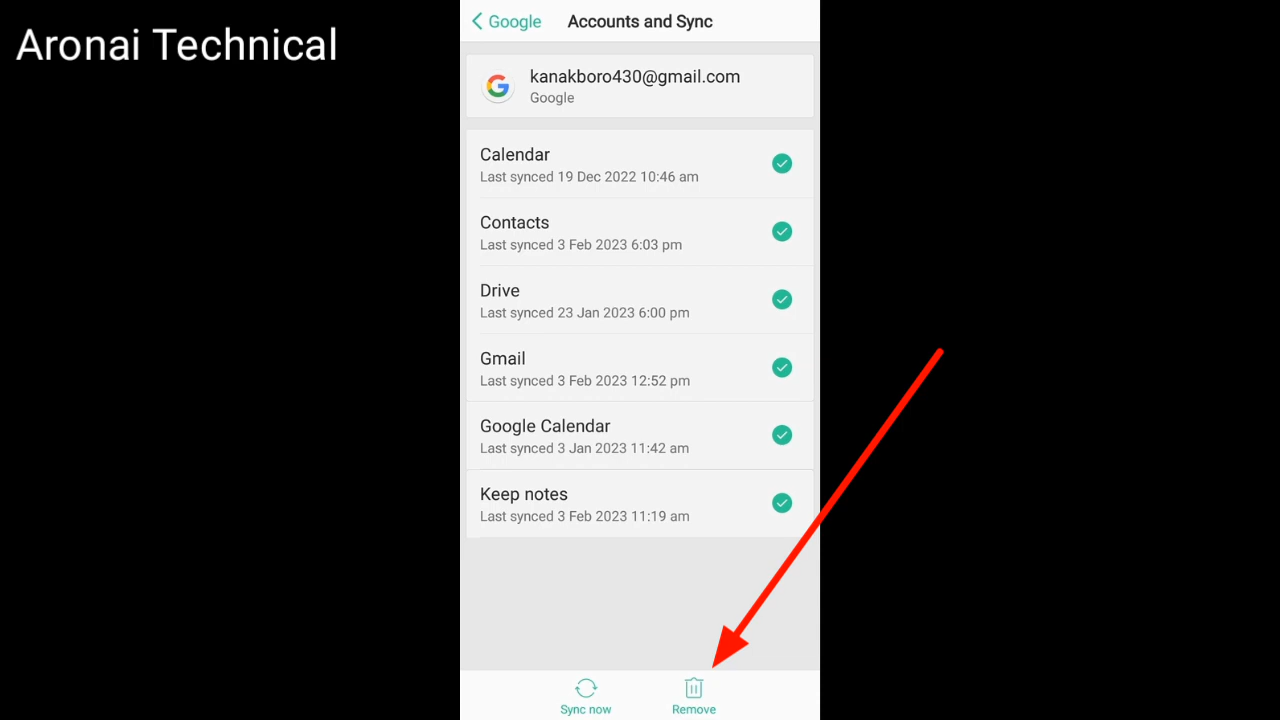 Aronai Technical
Google
Accounts and Sync
kanakboro430@gmail.com
Google
Calendar
Last synced 19 Dec 2022 10:46 am
Contacts
Last synced 3 Feb 2023 6:03 pm
Drive
Last synced 23 Jan 2023 6:00 pm
Gmail
Last synced 3 Feb 2023 12:52 pm
Google Calendar
Last synced 3 Jan 2023 11:42 am
Keep notes
Last synced 3 Feb 2023 11:19 am
Sync now
Remove